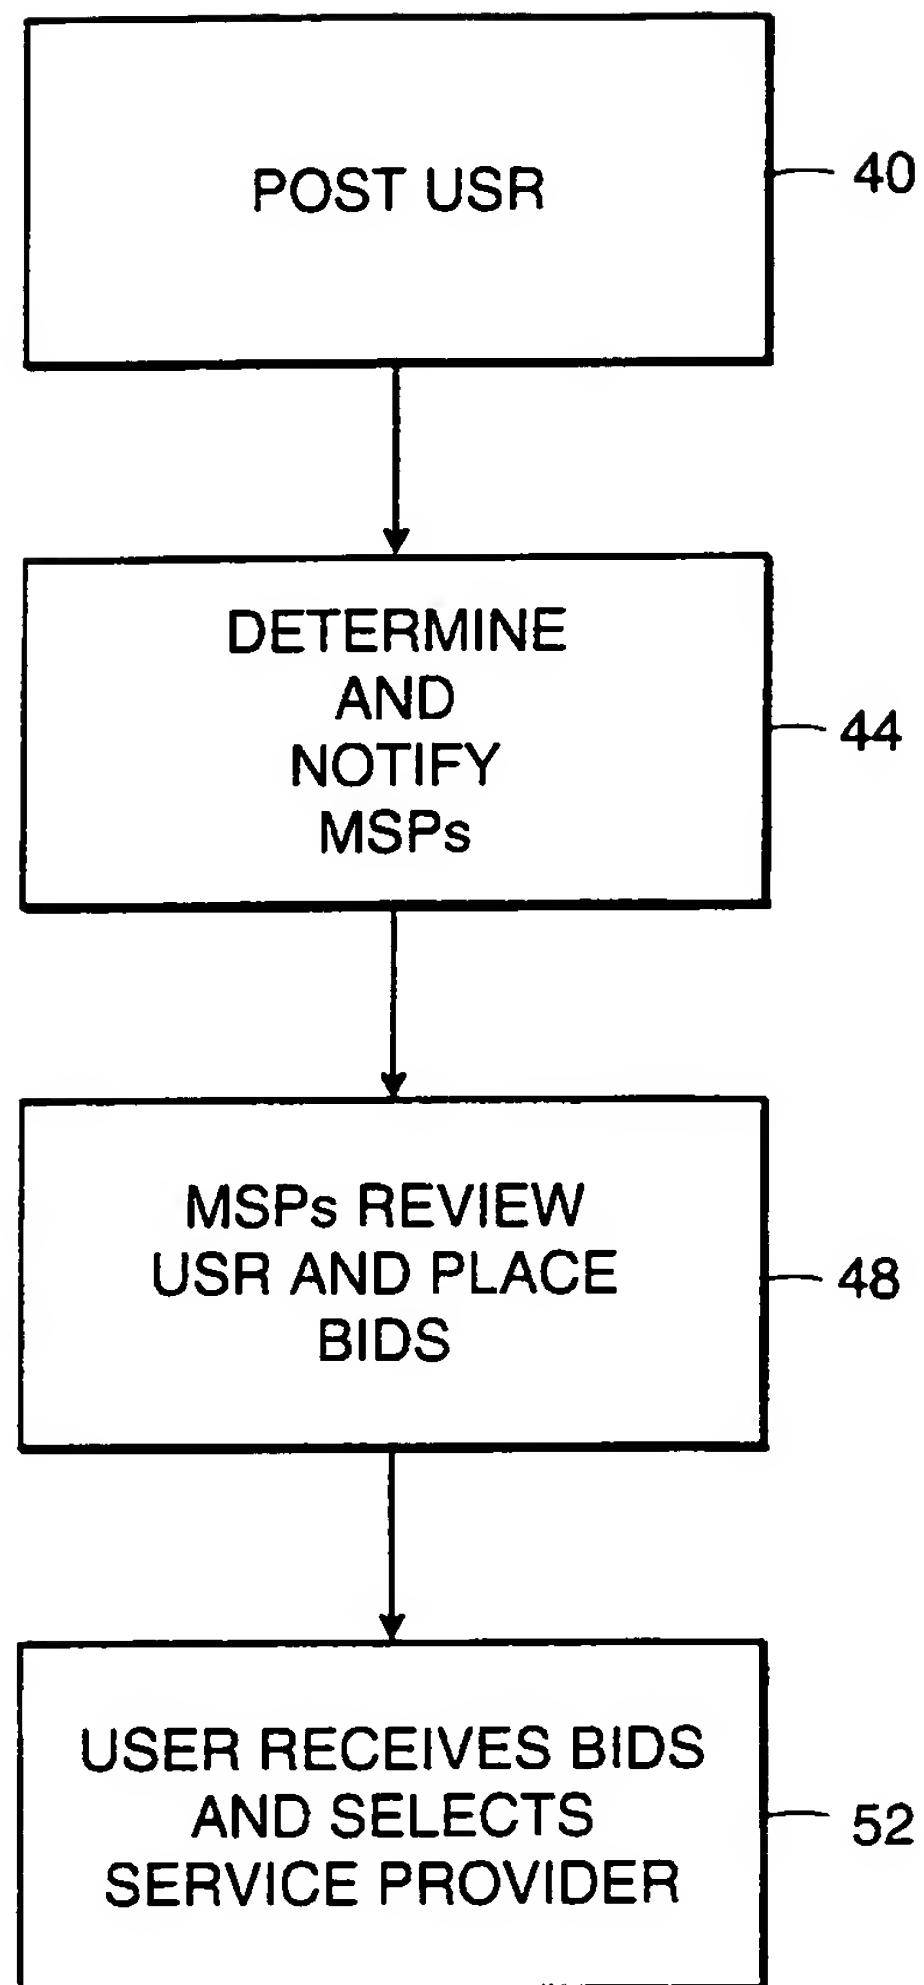 POST USR
40
DETERMINE
AND
NOTIFY
MSPs
44
MSPs REVIEW
USR AND PLACE
BIDS
48
USER RECEIVES BIDS
AND SELECTS
SERVICE PROVIDER
52